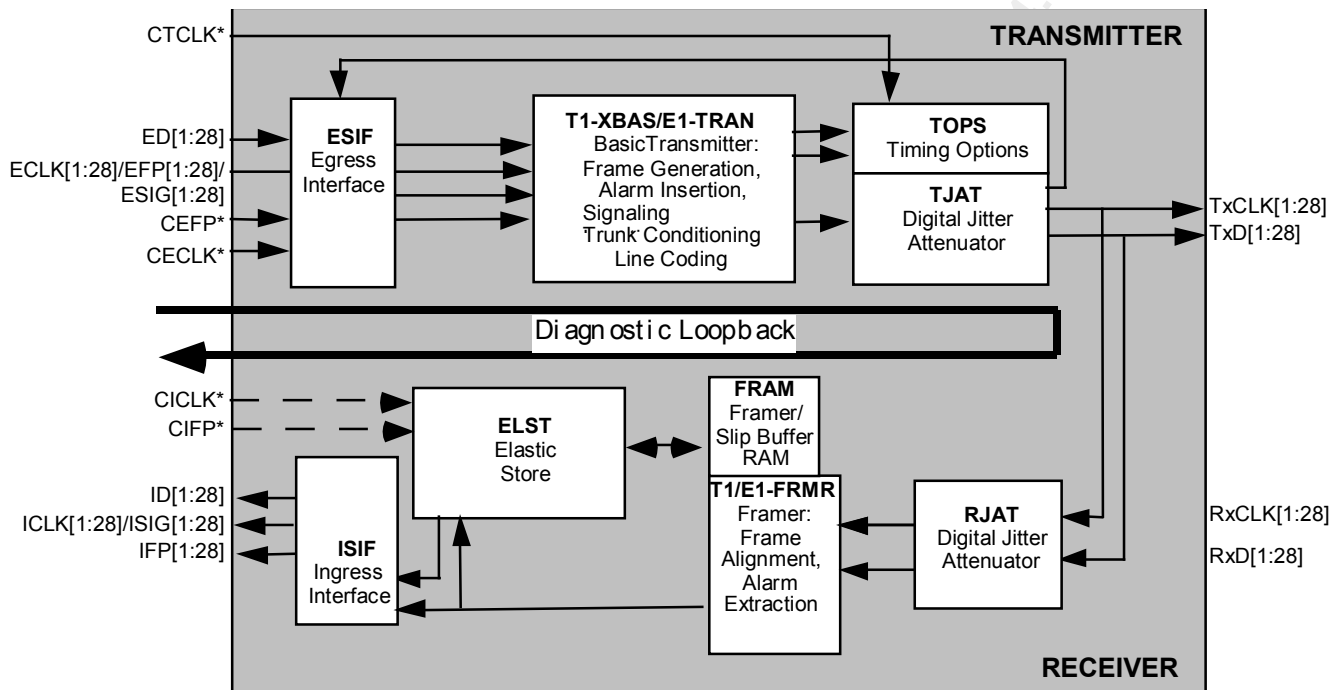 CTCLK*
TRANSMITTER
ED[1:28]
ECLK[1:28]/EFP[1:28]/
ESIG[1:28]
CEFP*
CECLK*
ESIF
Egress
Interface
T1-XBAS/E1-TRAN
BasicTransmitter:
Frame Generation,
Alarm Insertion,
Signaling
Trunk Conditioning
Line Coding
TOPS
Timing Options
TJAT
Digital Jitter
Attenuator
TxCLK[1:28]
TxD[1:28]
Diagnostic Loopback
CICLK*
CIFP*
ELST
Elastic
Store
FRAM
Framer/
Slip Buffer
RAM
ID[1:28]
ICLK[1:28]/ISIG[1:28]
IFP[1:28]
ISIF
Ingress
Interface
T1/E1-FRMR
Framer:
Frame
Alignment,
Alarm
Extraction
RJAT
Digital Jitter
Attenuator
RxCLK[1:28]
RxD[1:28]
RECEIVER